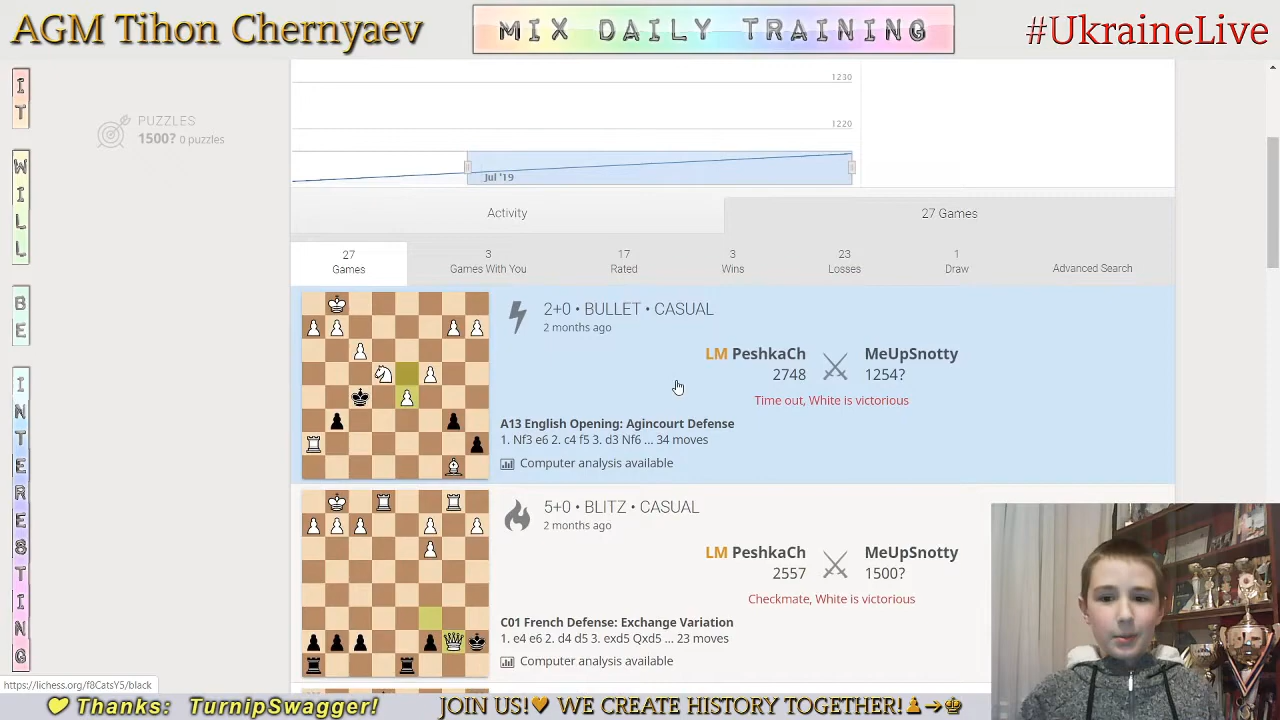 AGM Tihon Chernyaev
MIX DAILY TRAINING
#UkraineLive
IT
WILL
BE
INTERESTING
PUZZLES
1500? 0 puzzles
1230
1220
Jul '19
Activity
27 Games
27
Games
3
Games With You
17
Rated
3
Wins
23
Losses
1
Draw
Advanced Search
2+0 • BULLET • CASUAL
2 months ago
LM PeshkaCh
2748
MeUpSnotty
1254?
Time out, White is victorious
A13 English Opening: Agincourt Defense
1. Nf3 e6 2. c4 f5 3. d3 Nf6 ... 34 moves
Computer analysis available
5+0 • BLITZ • CASUAL
2 months ago
LM PeshkaCh
2557
MeUpSnotty
1500?
Checkmate, White is victorious
C01 French Defense: Exchange Variation
1. e4 e6 2. d4 d5 3. exd5 Qxd5 ... 23 moves
Computer analysis available
https://lichess.org/f8CatsY5/black
Thanks: TurnipSwagger!
JOIN US!🧡 WE CREATE HISTORY TOGETHER!♟→♚